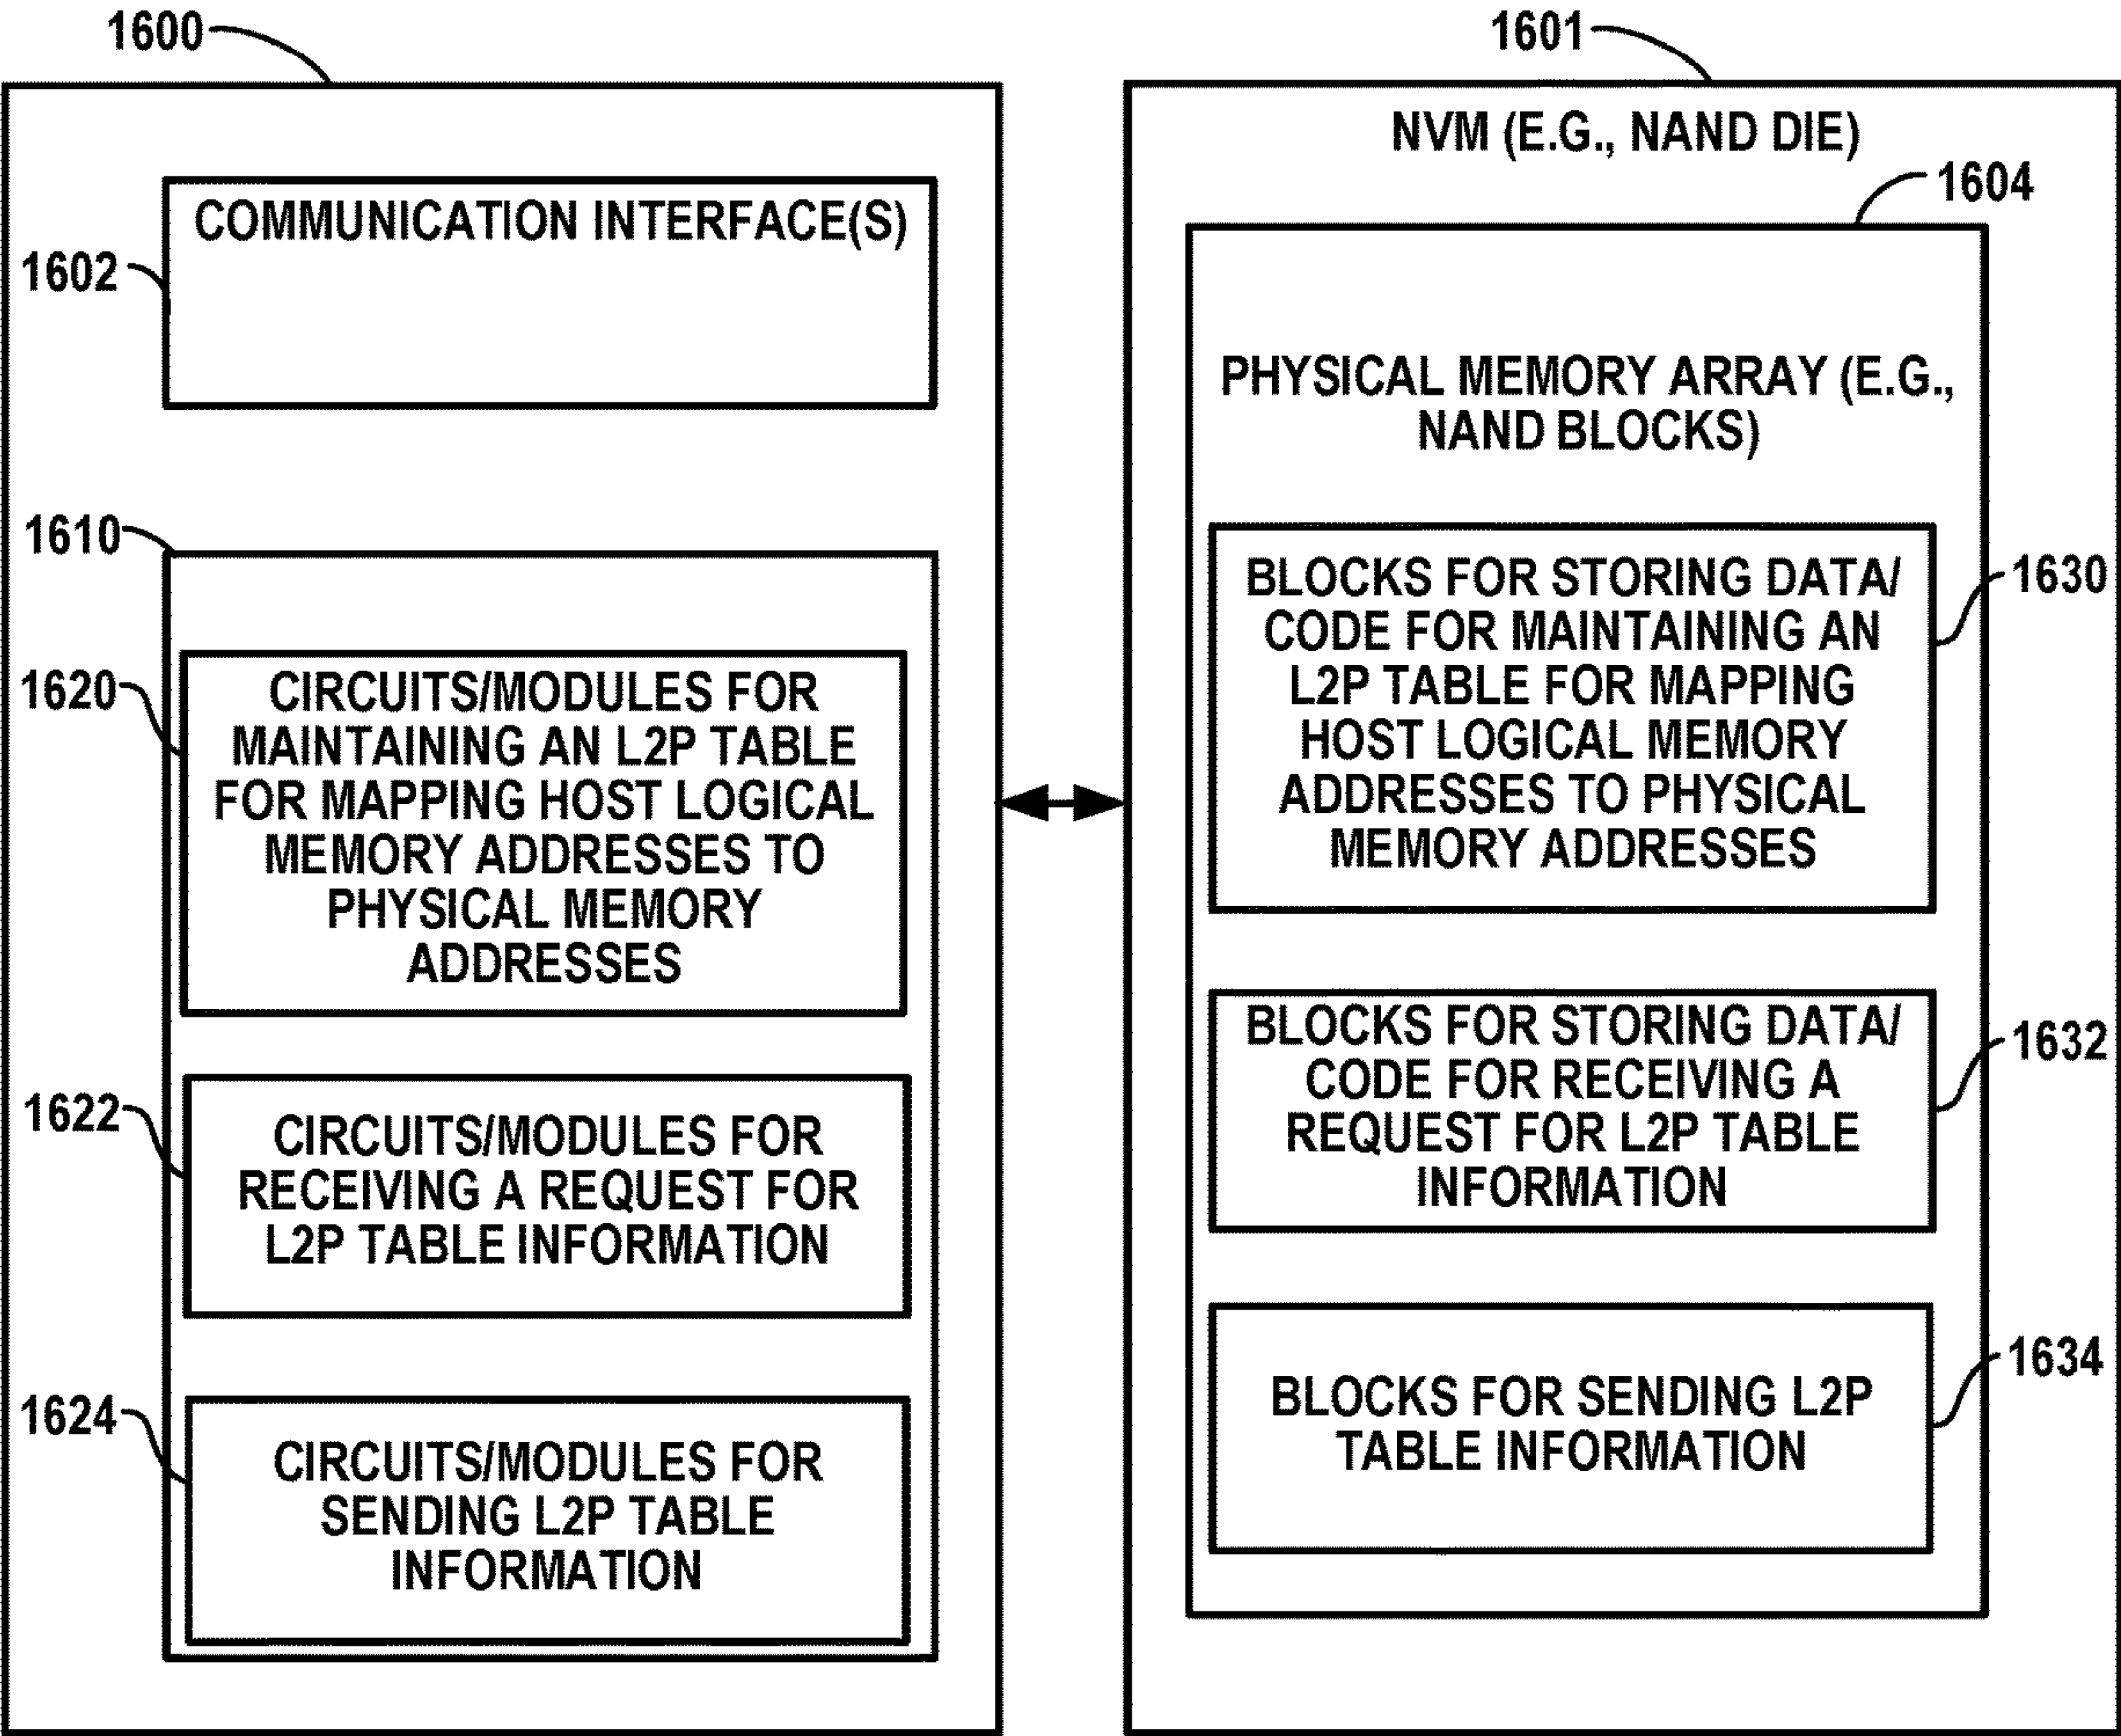 1600
1602
COMMUNICATION INTERFACE(S)
1610
1620
CIRCUITS/MODULES FOR
MAINTAINING AN L2P TABLE
FOR MAPPING HOST LOGICAL
MEMORY ADDRESSES TO
PHYSICAL MEMORY
ADDRESSES
1622
CIRCUITS/MODULES FOR
RECEIVING A REQUEST FOR
L2P TABLE INFORMATION
1624
CIRCUITS/MODULES FOR
SENDING L2P TABLE
INFORMATION
1601
NVM (E.G., NAND DIE)
1604
PHYSICAL MEMORY ARRAY (E.G.,
NAND BLOCKS)
BLOCKS FOR STORING DATA/
CODE FOR MAINTAINING AN
L2P TABLE FOR MAPPING
HOST LOGICAL MEMORY
ADDRESSES TO PHYSICAL
MEMORY ADDRESSES
1630
BLOCKS FOR STORING DATA/
CODE FOR RECEIVING A
REQUEST FOR L2P TABLE
INFORMATION
1632
BLOCKS FOR SENDING L2P
TABLE INFORMATION
1634